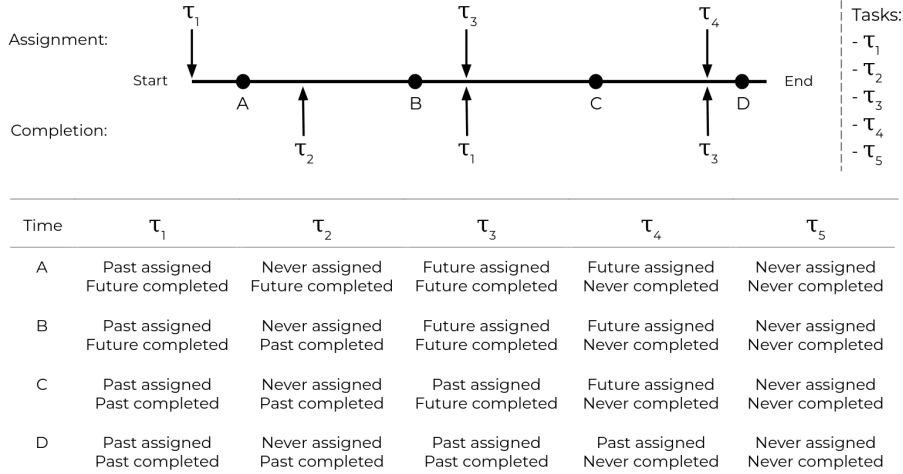 τ1 τ3 τ4 Tasks:
Assignment: - τ1
Start End - τ2
A B C D - τ3
Completion: - τ4
τ2 τ1 τ3 - τ5
Time τ1 τ2 τ3 τ4 τ5
A Past assigned Never assigned Future assigned Future assigned Never assigned
Future completed Future completed Future completed Never completed Never completed
B Past assigned Never assigned Future assigned Future assigned Never assigned
Future completed Past completed Future completed Never completed Never completed
C Past assigned Never assigned Past assigned Future assigned Never assigned
Past completed Past completed Future completed Never completed Never completed
D Past assigned Never assigned Past assigned Past assigned Never assigned
Past completed Past completed Past completed Never completed Never completed